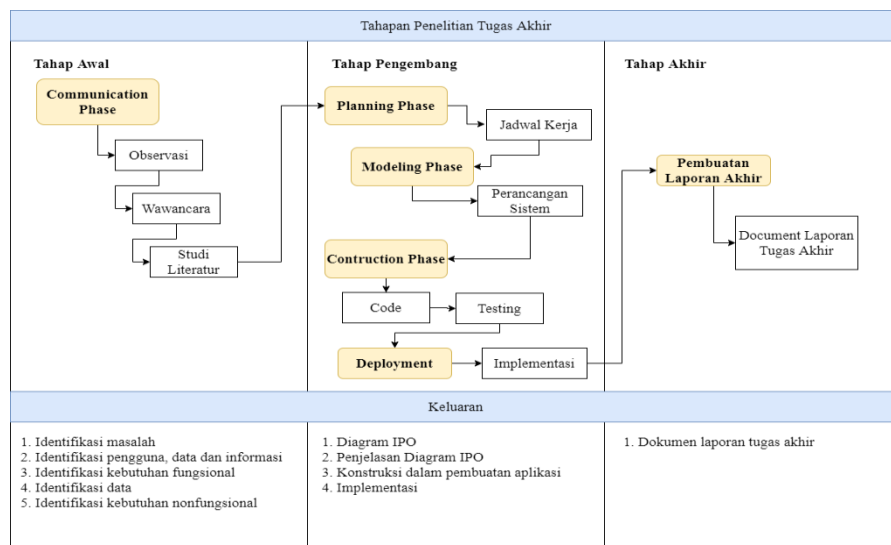 Tahapan Penelitian Tugas Akhir
Tahap Awal
Communication
Phase
Observasi
Wawancara
Studi
Literatur
Tahap Pengembang
Planning Phase
Jadwal Kerja
Modeling Phase
Perancangan
Sistem
Contruction Phase
Code
Testing
Deployment
Implementasi
Tahap Akhir
Pembuatan
Laporan Akhir
Document Laporan
Tugas Akhir
Keluaran
1. Identifikasi masalah
2. Identifikasi pengguna, data dan informasi
3. Identifikasi kebutuhan fungsional
4. Identifikasi data
5. Identifikasi kebutuhan nonfungsional
1. Diagram IPO
2. Penjelasan Diagram IPO
3. Konstruksi dalam pembuatan aplikasi
4. Implementasi
1. Dokumen laporan tugas akhir